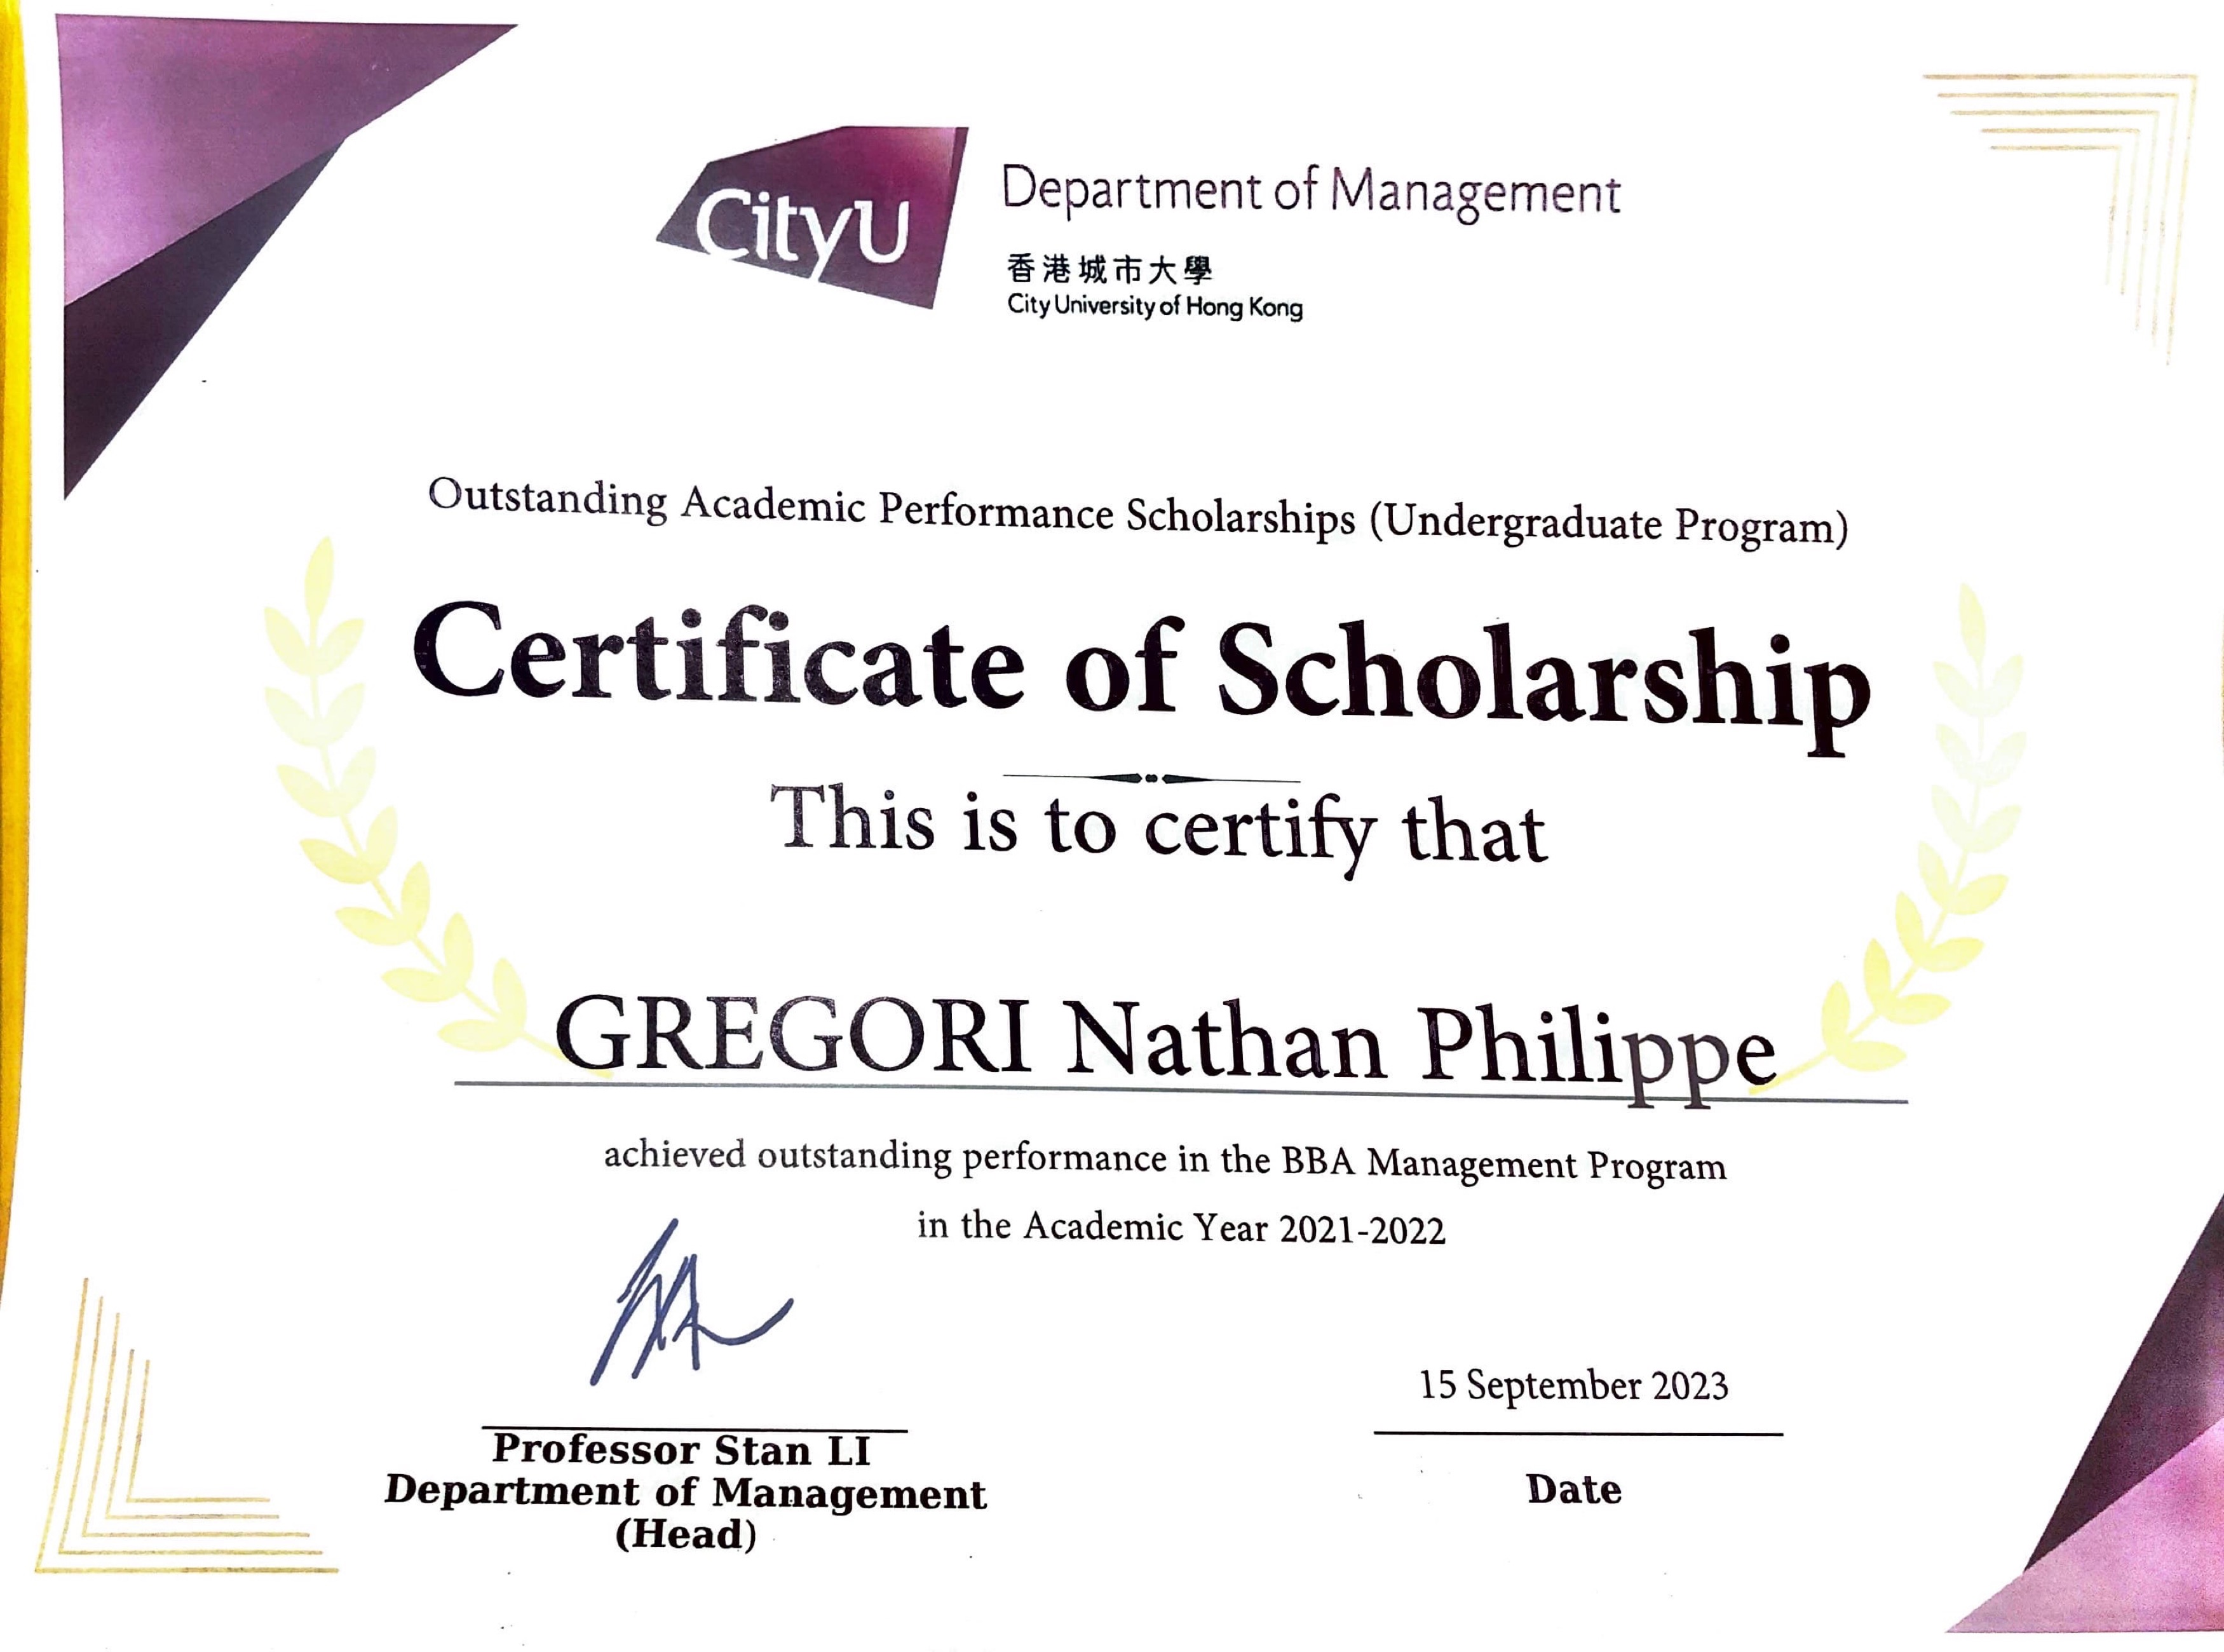 CityU
Department of Management
香港城市大學
City University of Hong Kong
Outstanding Academic Performance Scholarships (Undergraduate Program)
Certificate of Scholarship
This is to certify that
GREGORI Nathan Philippe
achieved outstanding performance in the BBA Management Program
in the Academic Year 2021-2022
15 September 2023
Professor Stan LI
Department of Management
(Head)
Date